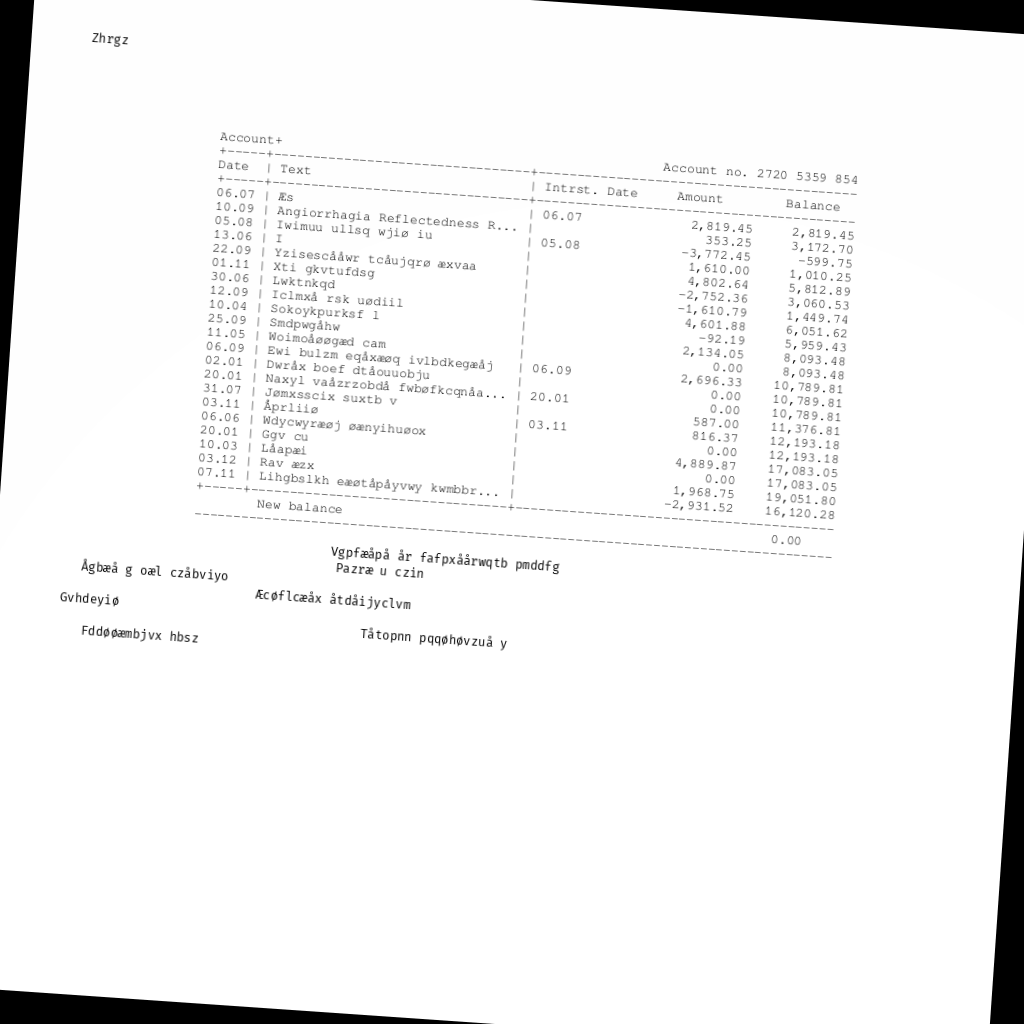 Zhrgz
Account+ Account no. 2720 5359 854
+-----+---------------------------------+-----------------------------------------
Date | Text | Intrst. Date Amount Balance
+-----+---------------------------------+-----------------------------------------
06.07 | Æs | 06.07 2,819.45 2,819.45
10.09 | Angiorrhagia Reflectedness R... | 353.25 3,172.70
05.08 | Iwimuu ullsq wjiø iu | 05.08 -3,772.45 -599.75
13.06 | I | 1,610.00 1,010.25
22.09 | Yzisescååwr tcåujqrø æxvaa | 4,802.64 5,812.89
01.11 | Xti gkvtufdsg | -2,752.36 3,060.53
30.06 | Lwktnkqd | -1,610.79 1,449.74
12.09 | Iclmxå rsk uødiil | 4,601.88 6,051.62
10.04 | Sokoykpurksf l | -92.19 5,959.43
25.09 | Smdpwgåhw | 2,134.05 8,093.48
11.05 | Woimoåøøgæd cam | 0.00 8,093.48
06.09 | Ewi bulzm eqåxæøq ivlbdkegæåj | 06.09 2,696.33 10,789.81
02.01 | Dwråx boef dtåouuobju | 0.00 10,789.81
20.01 | Naxyl vaåzrzobdå fwbøfkcqnåa... | 20.01 0.00 10,789.81
31.07 | Jømxsscix suxtb v | 587.00 11,376.81
03.11 | Åprliiø | 03.11 816.37 12,193.18
06.06 | Wdycwyræøj øænyihuøox | 0.00 12,193.18
20.01 | Ggv cu | 4,889.87 17,083.05
10.03 | Låapæi | 0.00 17,083.05
03.12 | Rav æzx | 1,968.75 19,051.80
07.11 | Lihgbslkh eæøtåpåyvwy kwmbbr... | -2,931.52 16,120.28
+-----+---------------------------------+-----------------------------------------
New balance 0.00
----------------------------------------------------------------------------------
Vgpfæåpå år fafpxåårwqtb pmddfg
Pazræ u czin
Ågbæå g oæl czåbviyo
Æcøflcæåx åtdåijyclvm
Gvhdeyiø
Tåtopnn pqqøhøvzuå y
Fddøøæmbjvx hbsz